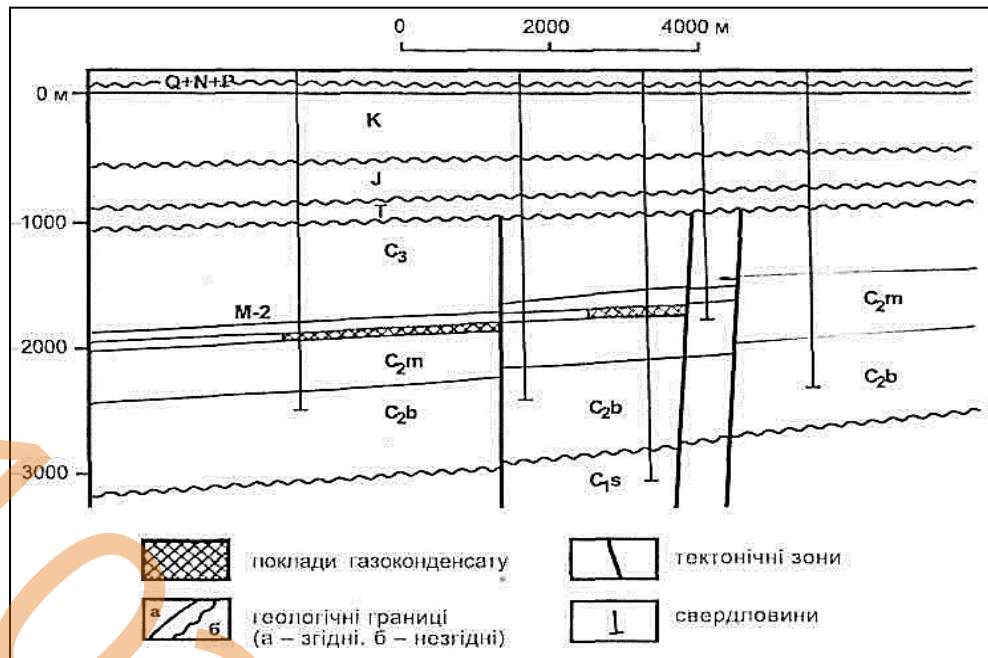 0 2000 4000 м
Q+N+P
0 м
K
J
T
1000
C₃
M-2
C₂m
2000
C₂m
C₂b
C₂b
C₂b
3000
C₁s
поклади газоконденсату
тектонічні зони
а б
геологічні границі
(а – згідні, б – незгідні)
свердловини